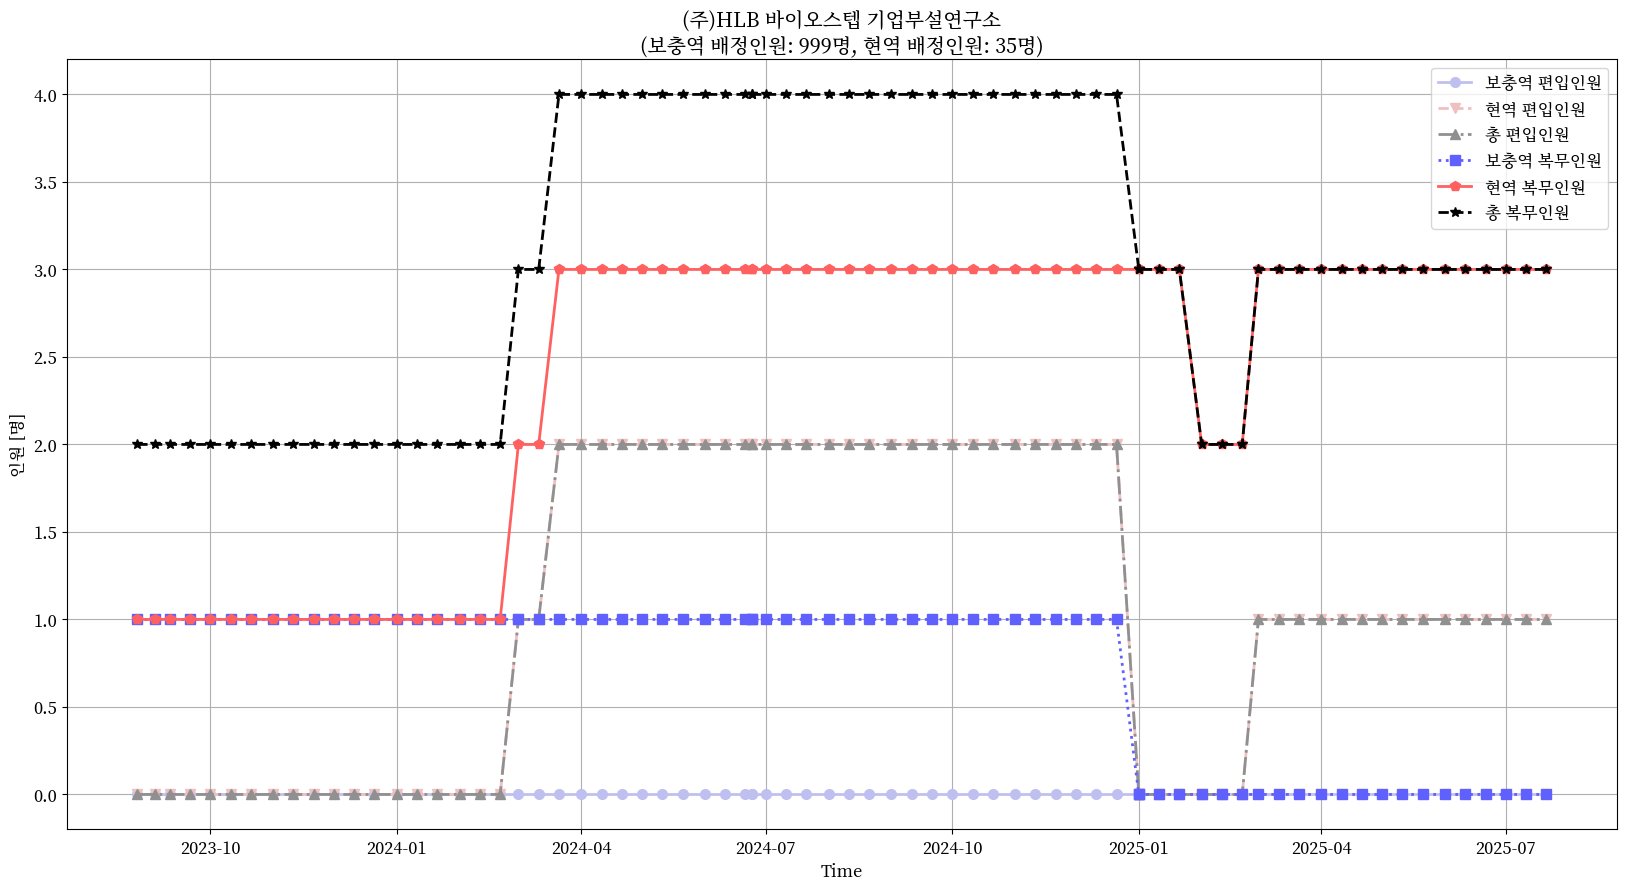 (주)HLB 바이오스텝 기업부설연구소
(보충역 배정인원: 999명, 현역 배정인원: 35명)
보충역 편입인원
현역 편입인원
총 편입인원
보충역 복무인원
현역 복무인원
총 복무인원
4.0
3.5
3.0
2.5
2.0
1.5
1.0
0.5
0.0
인원 [명]
2023-10 2024-01 2024-04 2024-07 2024-10 2025-01 2025-04 2025-07
Time